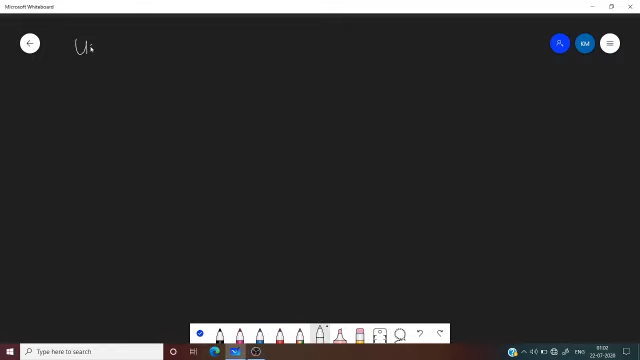 Microsoft Whiteboard
KM
Type here to search
ENG
01:02
22-07-2020